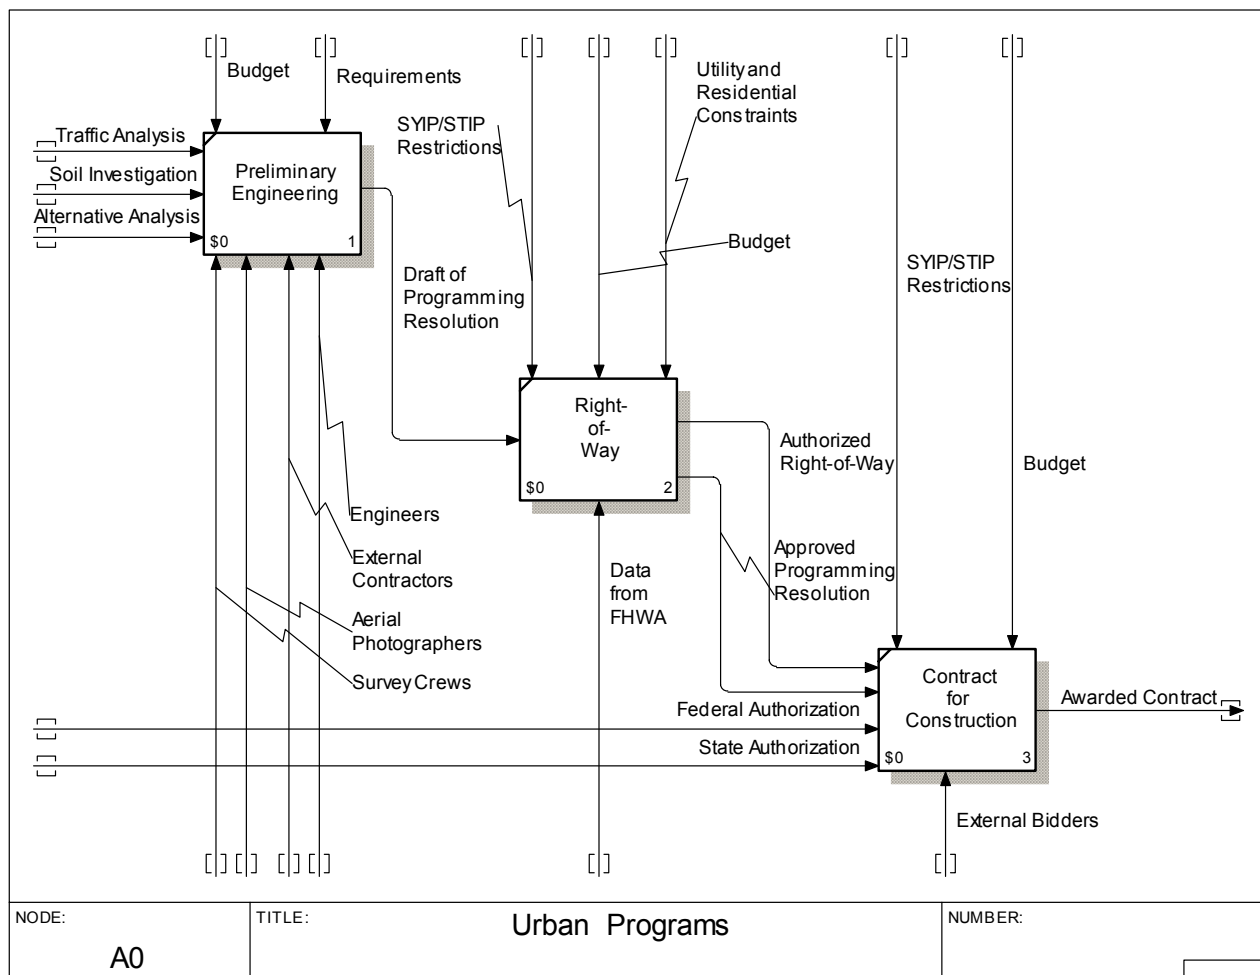 Budget
Requirements
Utility and
Residential
Constraints
SYIP/STIP
Restrictions
Traffic Analysis
Soil Investigation
Alternative Analysis
Preliminary
Engineering
$0 1
Budget
Draft of
Programming
Resolution
SYIP/STIP
Restrictions
Right-
of-
Way
$0 2
Authorized
Right-of-Way
Budget
Engineers
External
Contractors
Aerial
Photographers
Survey Crews
Data
from
FHWA
Approved
Programming
Resolution
Federal Authorization
State Authorization
Contract
for
Construction
$0 3
Awarded Contract
External Bidders
NODE:
A0
TITLE:
Urban Programs
NUMBER: